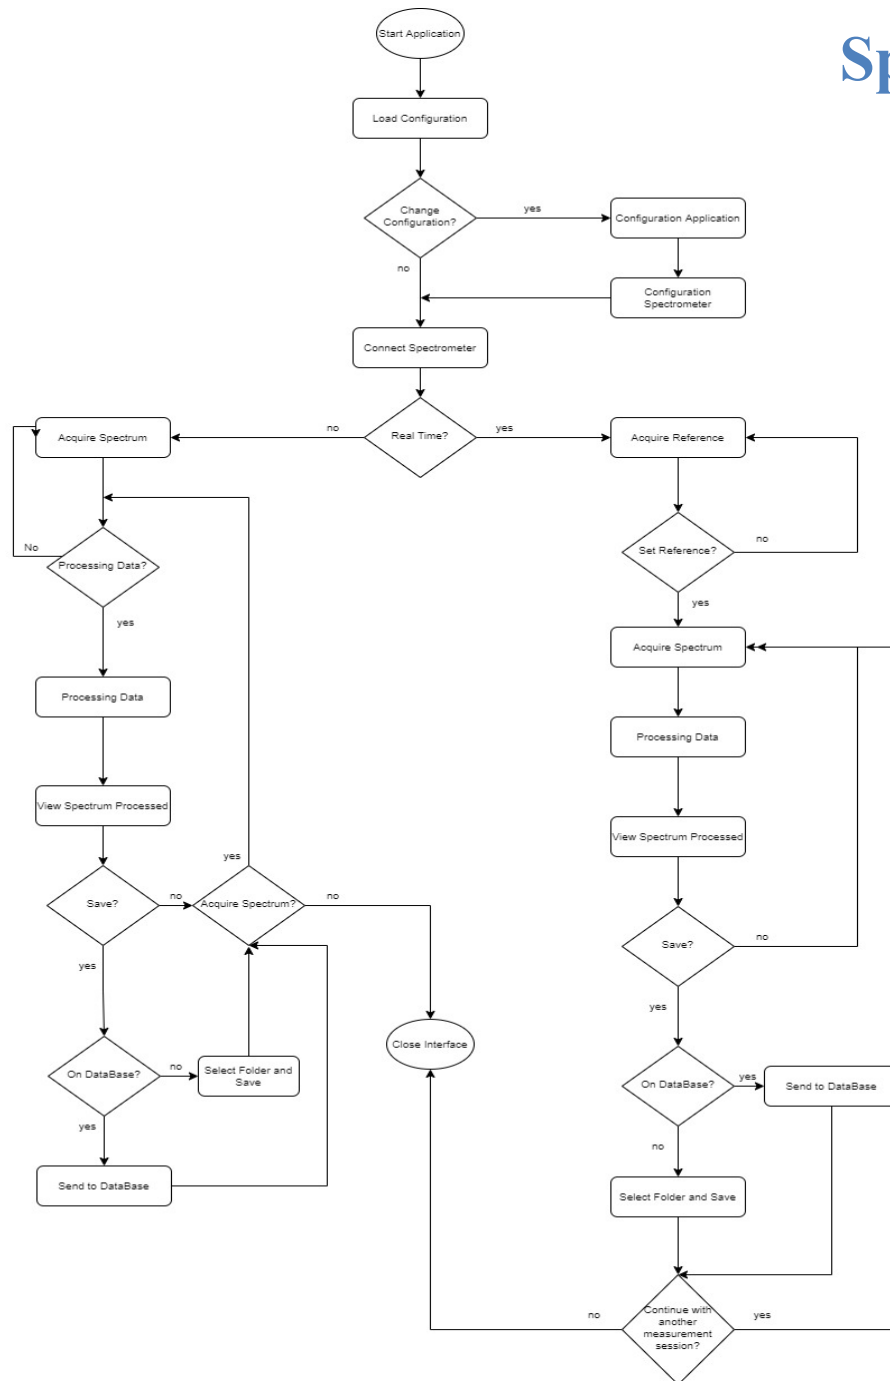 Start Application
Sp
Load Configuration
Change
Configuration?
yes
Configuration Application
no
Configuration
Spectrometer
Connect Spectrometer
Acquire Spectrum
no
Real Time?
yes
Acquire Reference
No
Processing Data?
Set Reference?
no
yes
yes
Acquire Spectrum
Processing Data
Processing Data
View Spectrum Processed
View Spectrum Processed
yes
Save?
no
Acquire Spectrum?
no
Save?
no
yes
yes
Close Interface
On DataBase?
no
Select Folder and
Save
On DataBase?
yes
Send to DataBase
yes
no
Send to DataBase
Select Folder and Save
no
Continue with
another
measurement
session?
yes